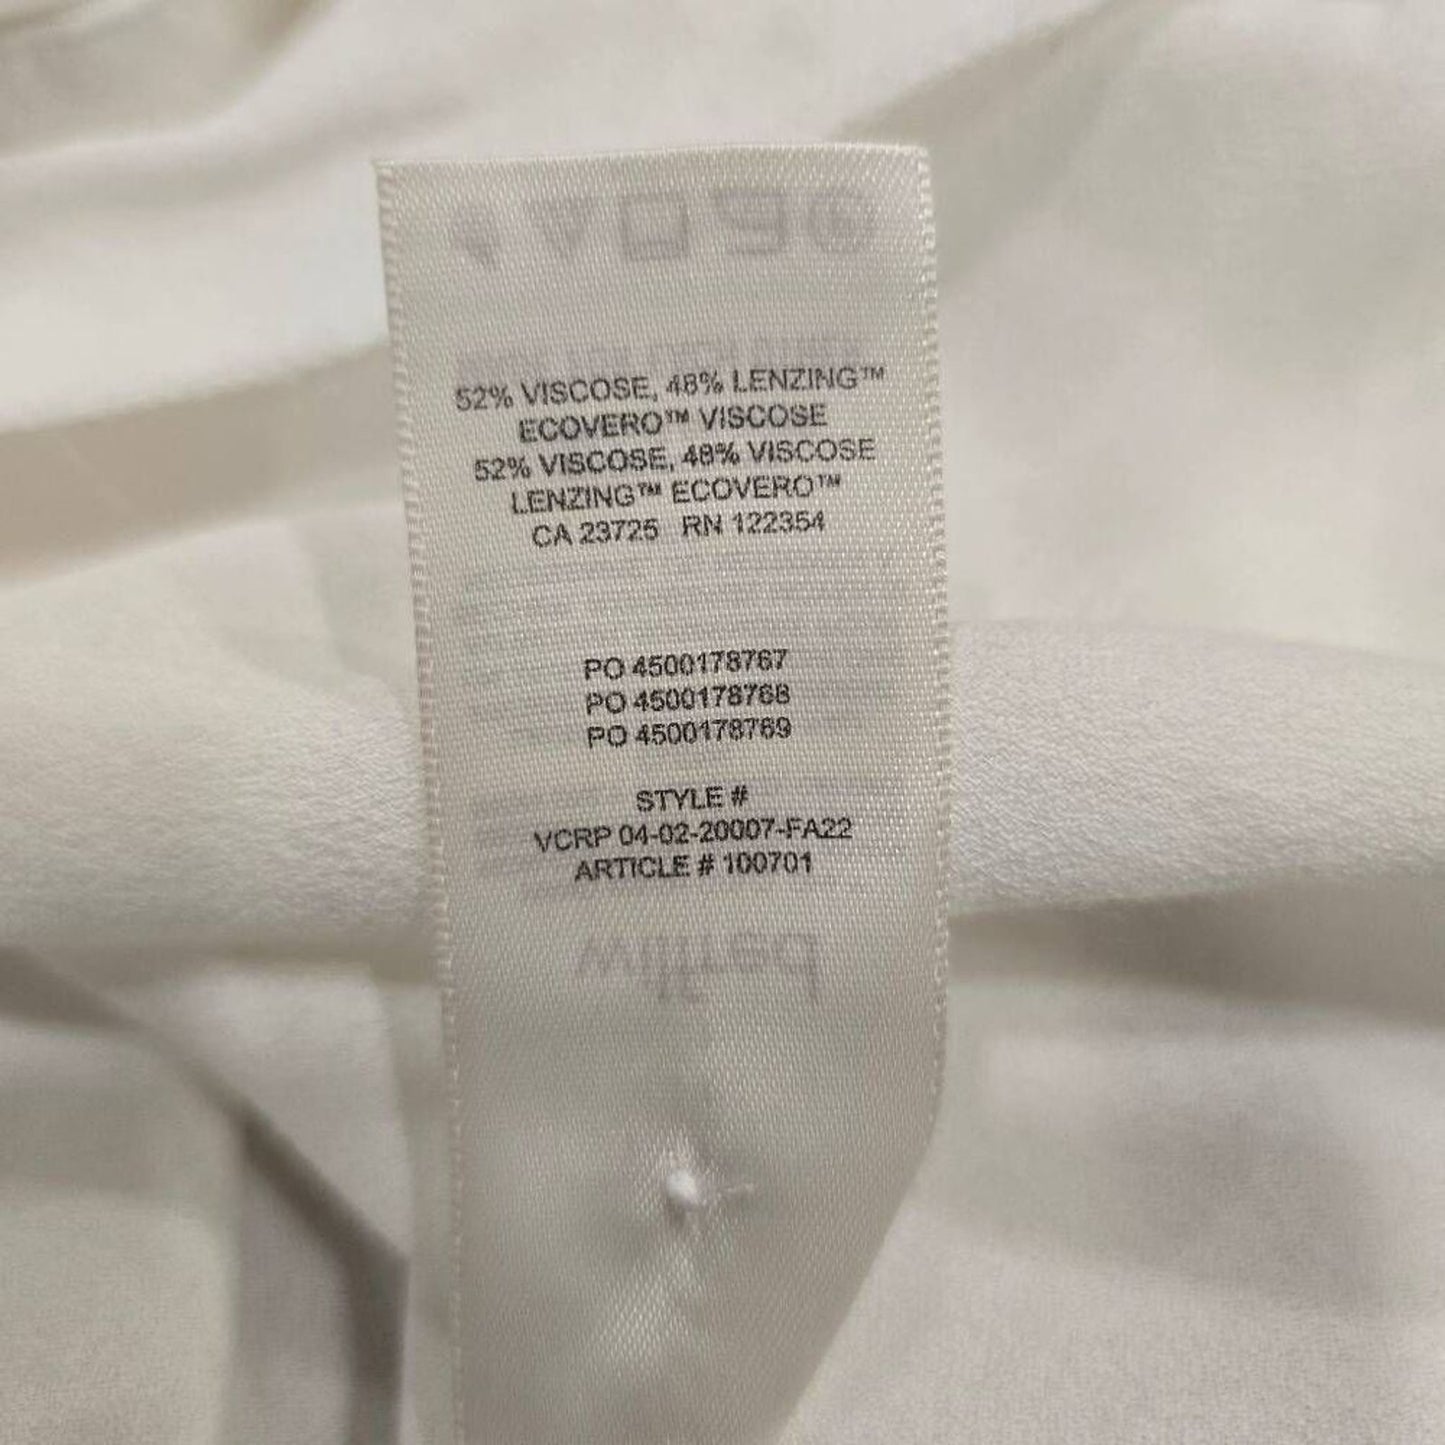 52% VISCOSE, 48% LENZING™
ECOVERO™ VISCOSE
52% VISCOSE, 48% VISCOSE
LENZING™ ECOVERO™
CA 23725 RN 122354
PO 4500178767
PO 4500178768
PO 4500178769
STYLE #
VCRP 04-02-20007-FA22
ARTICLE # 100701